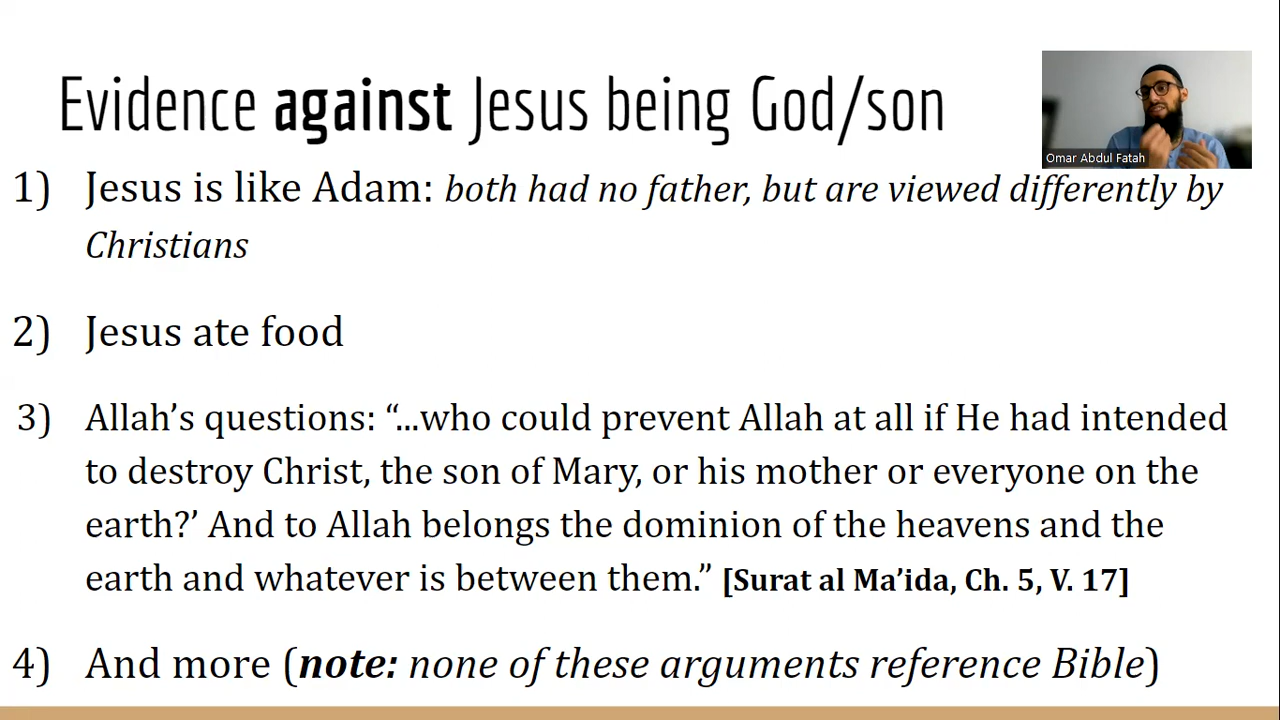 Evidence against Jesus being God/son
Omar Abdul Fatah
1) Jesus is like Adam: both had no father, but are viewed differently by
Christians
2) Jesus ate food
3) Allah’s questions: “...who could prevent Allah at all if He had intended
to destroy Christ, the son of Mary, or his mother or everyone on the
earth?’ And to Allah belongs the dominion of the heavens and the
earth and whatever is between them.” [Surat al Ma’ida, Ch. 5, V. 17]
4) And more (note: none of these arguments reference Bible)